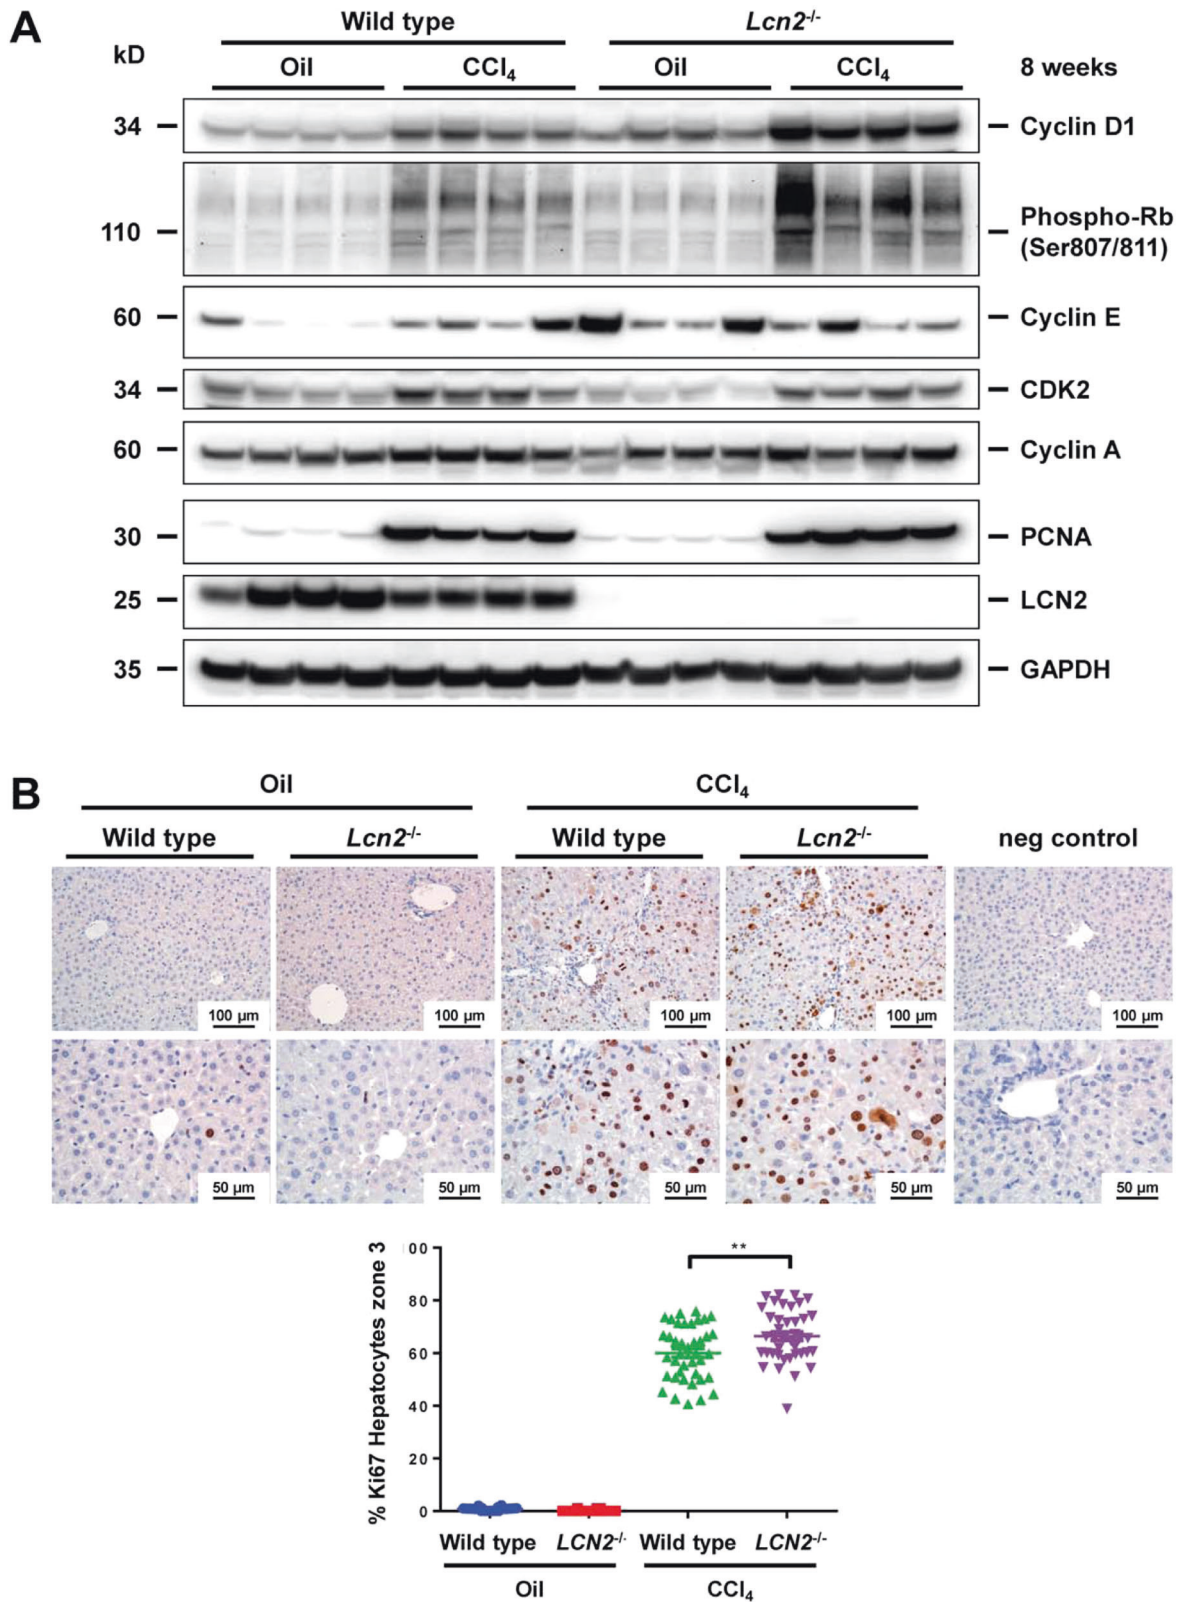 A
Wild type Lcn2-/-
kD Oil CCl4 Oil CCl4 8 weeks
34 Cyclin D1
110 Phospho-Rb
(Ser807/811)
60 Cyclin E
34 CDK2
60 Cyclin A
30 PCNA
25 LCN2
35 GAPDH
B
Oil CCl4
Wild type Lcn2-/- Wild type Lcn2-/- neg control
100 µm 100 µm 100 µm 100 µm 100 µm
50 µm 50 µm 50 µm 50 µm 50 µm
% Ki67 Hepatocytes zone 3
00
**
80
60
40
20
0
Wild type LCN2-/- Wild type LCN2-/-
Oil CCl4